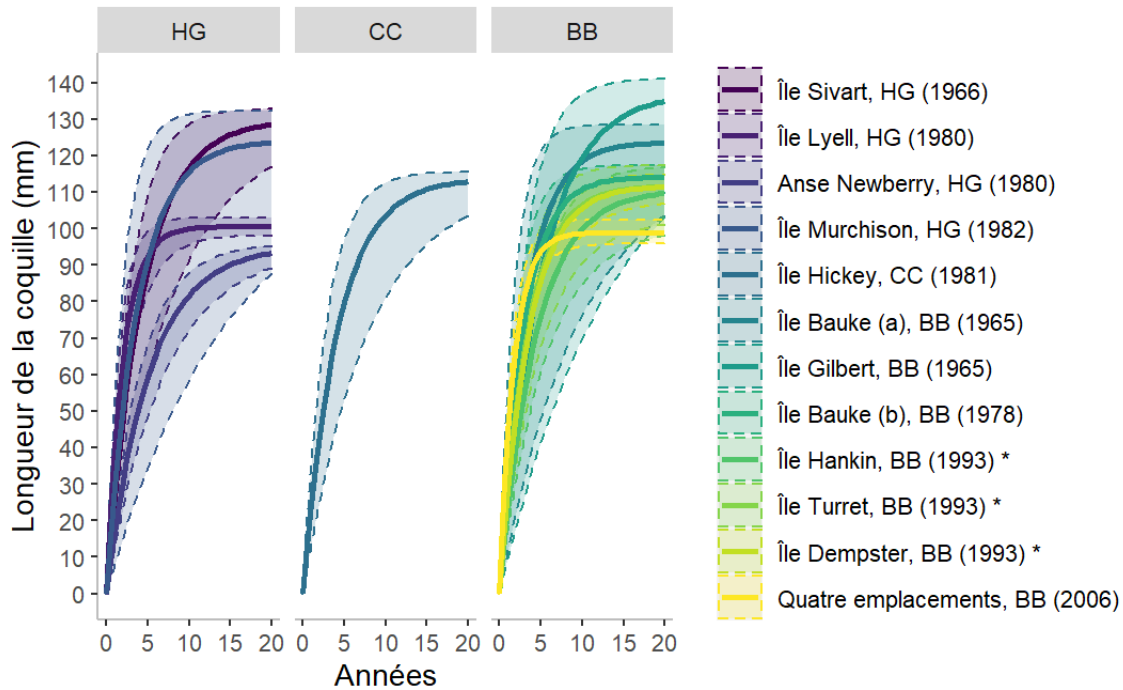 HG CC BB
Longueur de la coquille (mm)
140
130
120
110
100
90
80
70
60
50
40
30
20
10
0
0 5 10 15 20 0 5 10 15 20 0 5 10 15 20
Années
Île Sivart, HG (1966)
Île Lyell, HG (1980)
Anse Newberry, HG (1980)
Île Murchison, HG (1982)
Île Hickey, CC (1981)
Île Bauke (a), BB (1965)
Île Gilbert, BB (1965)
Île Bauke (b), BB (1978)
Île Hankin, BB (1993) *
Île Turret, BB (1993) *
Île Dempster, BB (1993) *
Quatre emplacements, BB (2006)